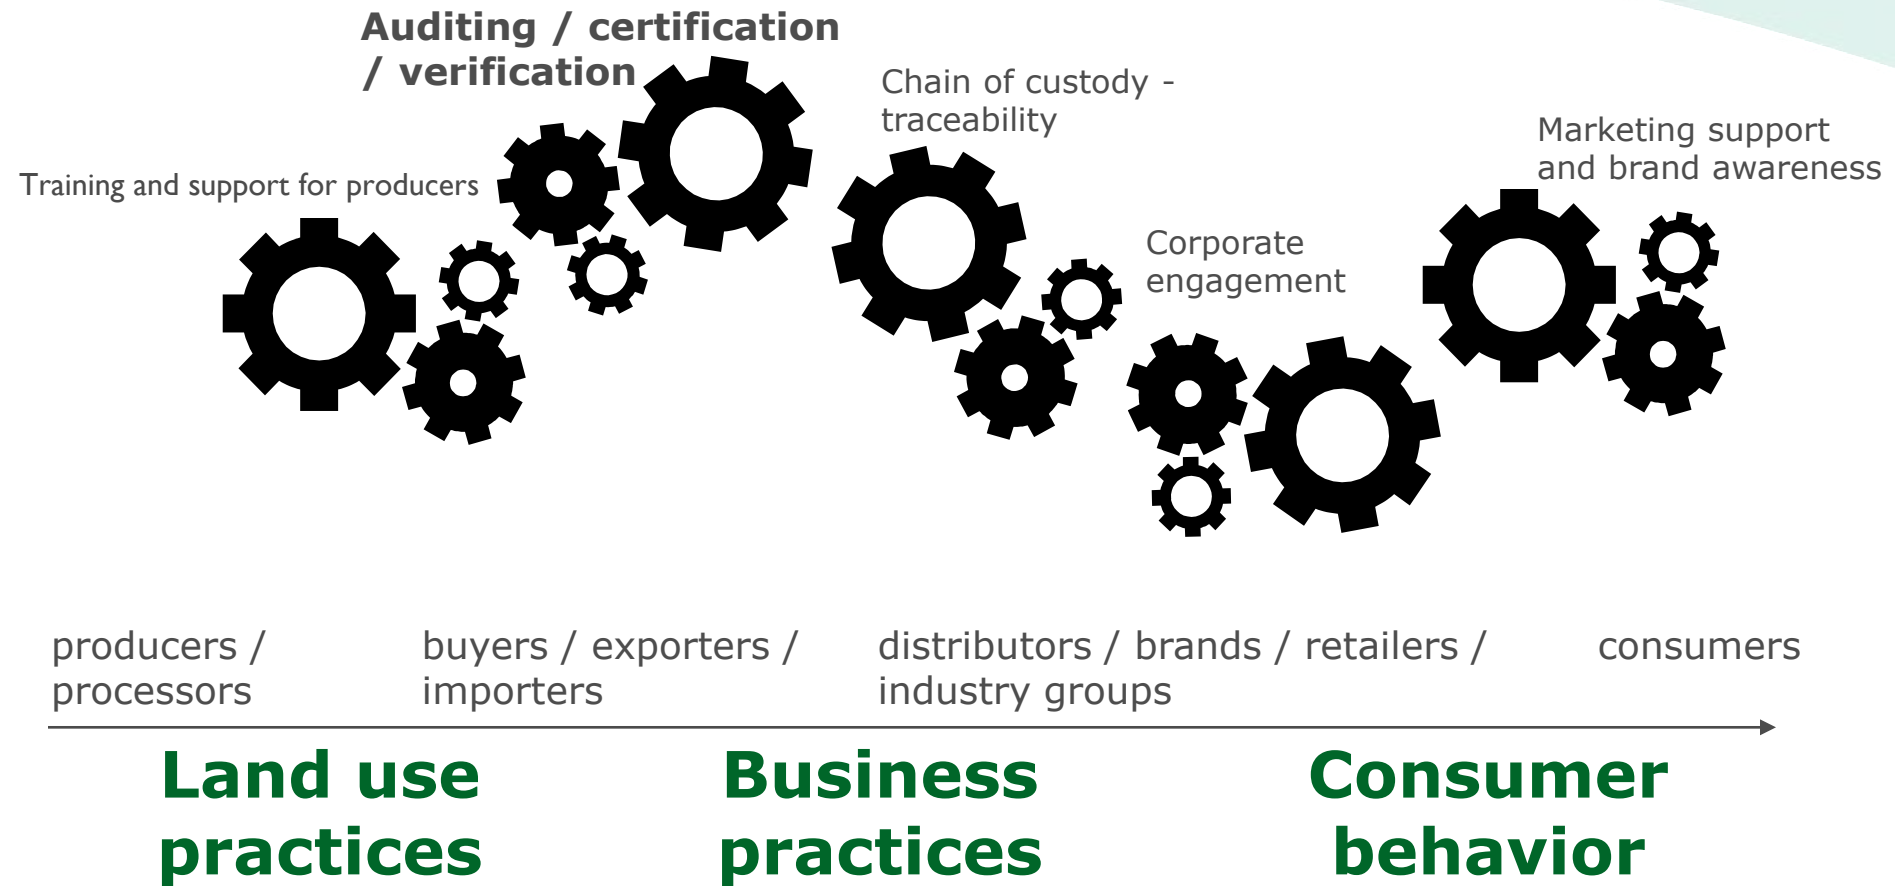 Auditing / certification
/ verification
Chain of custody -
traceability
Marketing support
and brand awareness
Training and support for producers
Corporate
engagement
producers /
processors
buyers / exporters /
importers
distributors / brands / retailers /
industry groups
consumers
Land use
practices
Business
practices
Consumer
behavior